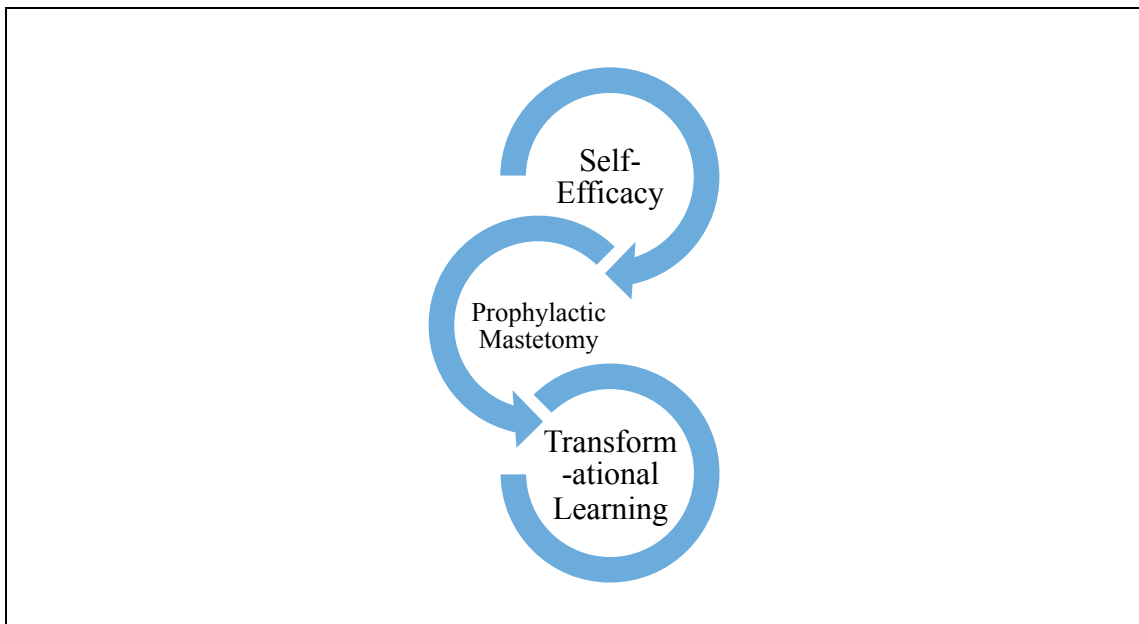 Self-
Efficacy
Prophylactic
Mastetomy
Transform
-ational
Learning